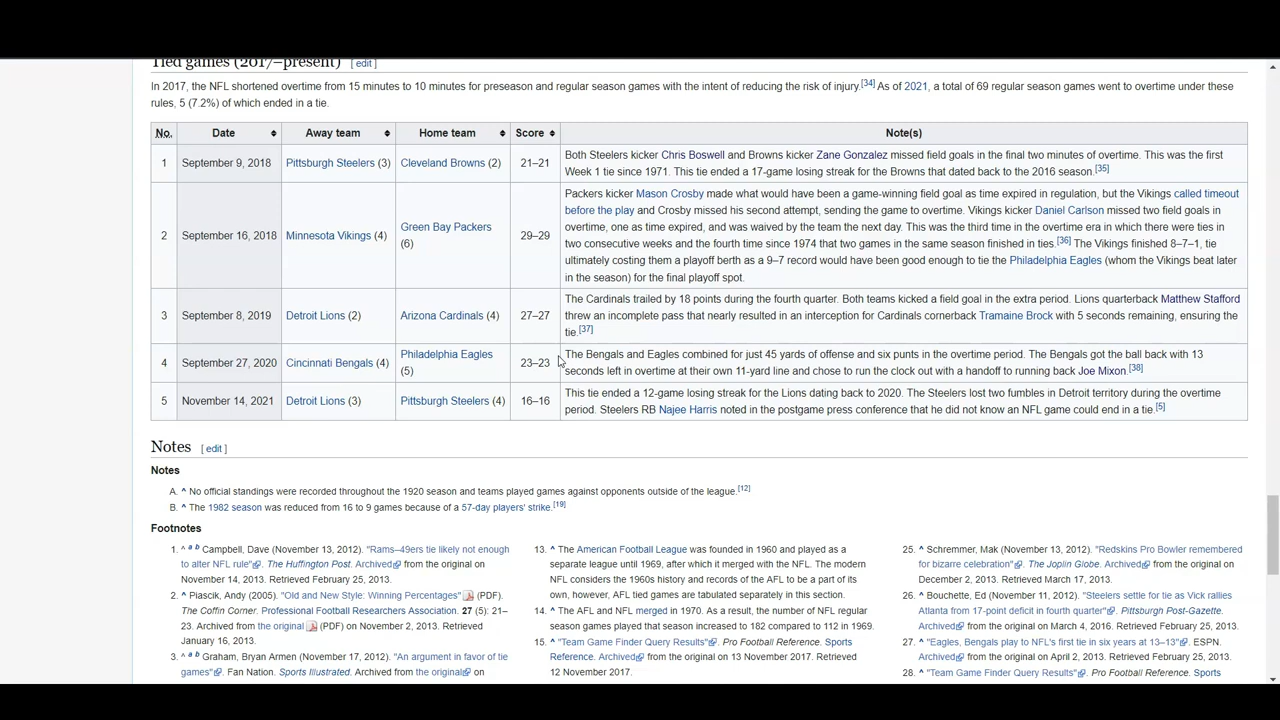 Tied games (2017–present) [ edit ]
In 2017, the NFL shortened overtime from 15 minutes to 10 minutes for preseason and regular season games with the intent of reducing the risk of injury.[34] As of 2021, a total of 69 regular season games went to overtime under these
rules, 5 (7.2%) of which ended in a tie.
No. Date Away team Home team Score Note(s)
1 September 9, 2018 Pittsburgh Steelers (3) Cleveland Browns (2) 21–21 Both Steelers kicker Chris Boswell and Browns kicker Zane Gonzalez missed field goals in the final two minutes of overtime. This was the first
Week 1 tie since 1971. This tie ended a 17-game losing streak for the Browns that dated back to the 2016 season.[35]
2 September 16, 2018 Minnesota Vikings (4) Green Bay Packers
(6) 29–29 Packers kicker Mason Crosby made what would have been a game-winning field goal as time expired in regulation, but the Vikings called timeout
before the play and Crosby missed his second attempt, sending the game to overtime. Vikings kicker Daniel Carlson missed two field goals in
overtime, one as time expired, and was waived by the team the next day. This was the third time in the overtime era in which there were ties in
two consecutive weeks and the fourth time since 1974 that two games in the same season finished in ties.[36] The Vikings finished 8–7–1, tie
ultimately costing them a playoff berth as a 9–7 record would have been good enough to tie the Philadelphia Eagles (whom the Vikings beat later
in the season) for the final playoff spot.
3 September 8, 2019 Detroit Lions (2) Arizona Cardinals (4) 27–27 The Cardinals trailed by 18 points during the fourth quarter. Both teams kicked a field goal in the extra period. Lions quarterback Matthew Stafford
threw an incomplete pass that nearly resulted in an interception for Cardinals cornerback Tramaine Brock with 5 seconds remaining, ensuring the
tie.[37]
4 September 27, 2020 Cincinnati Bengals (4) Philadelphia Eagles
(5) 23–23 The Bengals and Eagles combined for just 45 yards of offense and six punts in the overtime period. The Bengals got the ball back with 13
seconds left in overtime at their own 11-yard line and chose to run the clock out with a handoff to running back Joe Mixon.[38]
5 November 14, 2021 Detroit Lions (3) Pittsburgh Steelers (4) 16–16 This tie ended a 12-game losing streak for the Lions dating back to 2020. The Steelers lost two fumbles in Detroit territory during the overtime
period. Steelers RB Najee Harris noted in the postgame press conference that he did not know an NFL game could end in a tie.[5]
Notes [ edit ]
Notes
A. ^ No official standings were recorded throughout the 1920 season and teams played games against opponents outside of the league.[12]
B. ^ The 1982 season was reduced from 16 to 9 games because of a 57-day players' strike.[19]
Footnotes
1. ^ a b Campbell, Dave (November 13, 2012). "Rams–49ers tie likely not enough
to alter NFL rule". The Huffington Post. Archived from the original on
November 14, 2013. Retrieved February 25, 2013.
2. ^ Piascik, Andy (2005). "Old and New Style: Winning Percentages" (PDF).
The Coffin Corner. Professional Football Researchers Association. 27 (5): 21–
23. Archived from the original (PDF) on November 2, 2013. Retrieved
January 16, 2013.
3. ^ a b Graham, Bryan Armen (November 17, 2012). "An argument in favor of tie
games". Fan Nation. Sports Illustrated. Archived from the original on
13. ^ The American Football League was founded in 1960 and played as a
separate league until 1969, after which it merged with the NFL. The modern
NFL considers the 1960s history and records of the AFL to be a part of its
own, however, AFL tied games are tabulated separately in this section.
14. ^ The AFL and NFL merged in 1970. As a result, the number of NFL regular
season games played that season increased to 182 compared to 112 in 1969.
15. ^ "Team Game Finder Query Results". Pro Football Reference. Sports
Reference. Archived from the original on 13 November 2017. Retrieved
12 November 2017.
25. ^ Schremmer, Mak (November 13, 2012). "Redskins Pro Bowler remembered
for bizarre celebration". The Joplin Globe. Archived from the original on
December 2, 2013. Retrieved March 17, 2013.
26. ^ Bouchette, Ed (November 11, 2012). "Steelers settle for tie as Vick rallies
Atlanta from 17-point deficit in fourth quarter". Pittsburgh Post-Gazette.
Archived from the original on March 4, 2016. Retrieved February 25, 2013.
27. ^ "Eagles, Bengals play to NFL's first tie in six years at 13–13". ESPN.
Archived from the original on April 2, 2013. Retrieved February 25, 2013.
28. ^ "Team Game Finder Query Results". Pro Football Reference. Sports